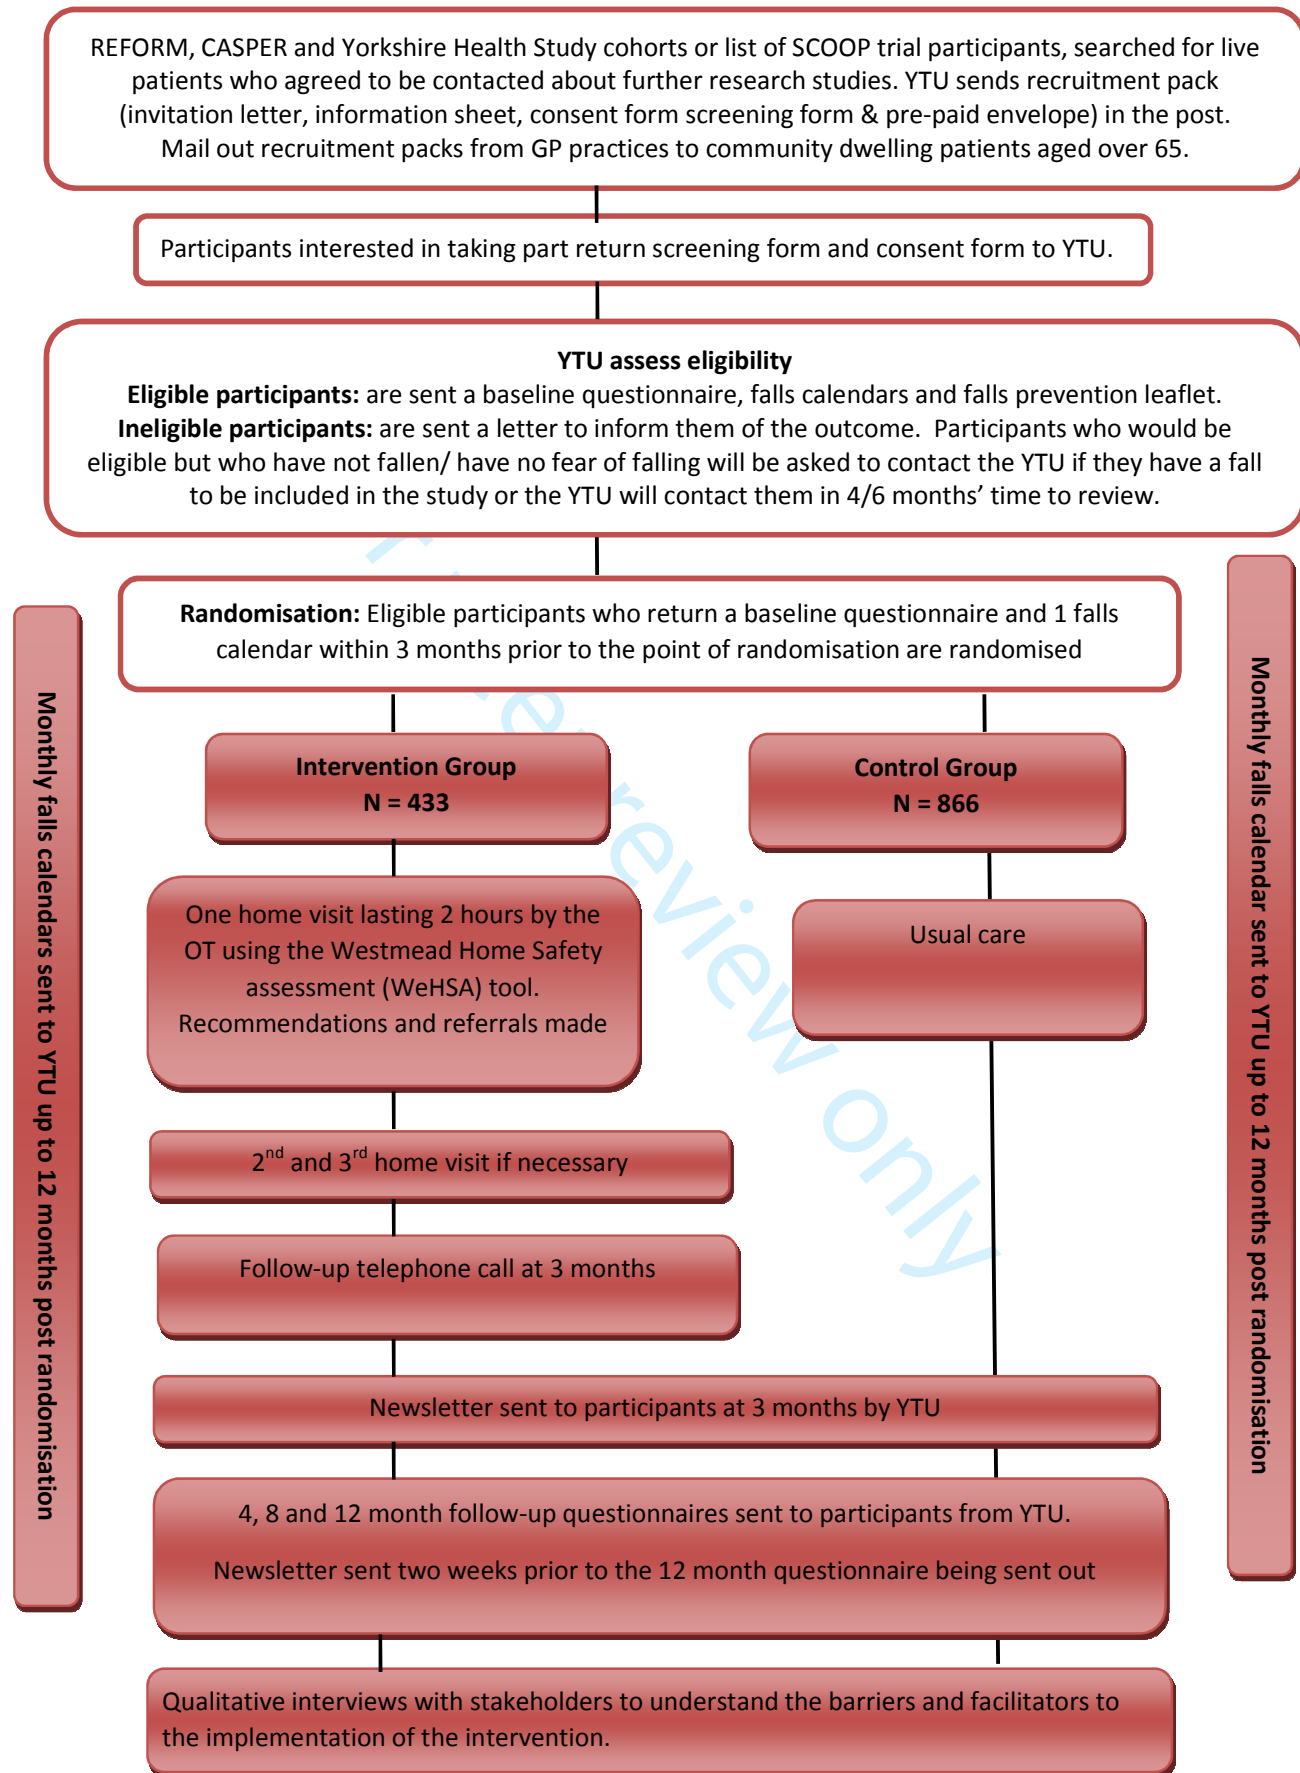 REFORM, CASPER and Yorkshire Health Study cohorts or list of SCOOP trial participants, searched for live
patients who agreed to be contacted about further research studies. YTU sends recruitment pack
(invitation letter, information sheet, consent form screening form & pre-paid envelope) in the post.
Mail out recruitment packs from GP practices to community dwelling patients aged over 65.
Participants interested in taking part return screening form and consent form to YTU.
YTU assess eligibility
Eligible participants: are sent a baseline questionnaire, falls calendars and falls prevention leaflet.
Ineligible participants: are sent a letter to inform them of the outcome.  Participants who would be
eligible but who have not fallen/ have no fear of falling will be asked to contact the YTU if they have a fall
to be included in the study or the YTU will contact them in 4/6 months’ time to review.
Randomisation: Eligible participants who return a baseline questionnaire and 1 falls
calendar within 3 months prior to the point of randomisation are randomised
Monthly falls calendars sent to YTU up to 12 months post randomisation
Monthly falls calendar sent to YTU up to 12 months post randomisation
Intervention Group
N = 433
Control Group
N = 866
One home visit lasting 2 hours by the
OT using the Westmead Home Safety
assessment (WeHSA) tool.
Recommendations and referrals made
Usual care
2nd and 3rd home visit if necessary
Follow-up telephone call at 3 months
Newsletter sent to participants at 3 months by YTU
4, 8 and 12 month follow-up questionnaires sent to participants from YTU.
Newsletter sent two weeks prior to the 12 month questionnaire being sent out
Qualitative interviews with stakeholders to understand the barriers and facilitators to
the implementation of the intervention.
review only